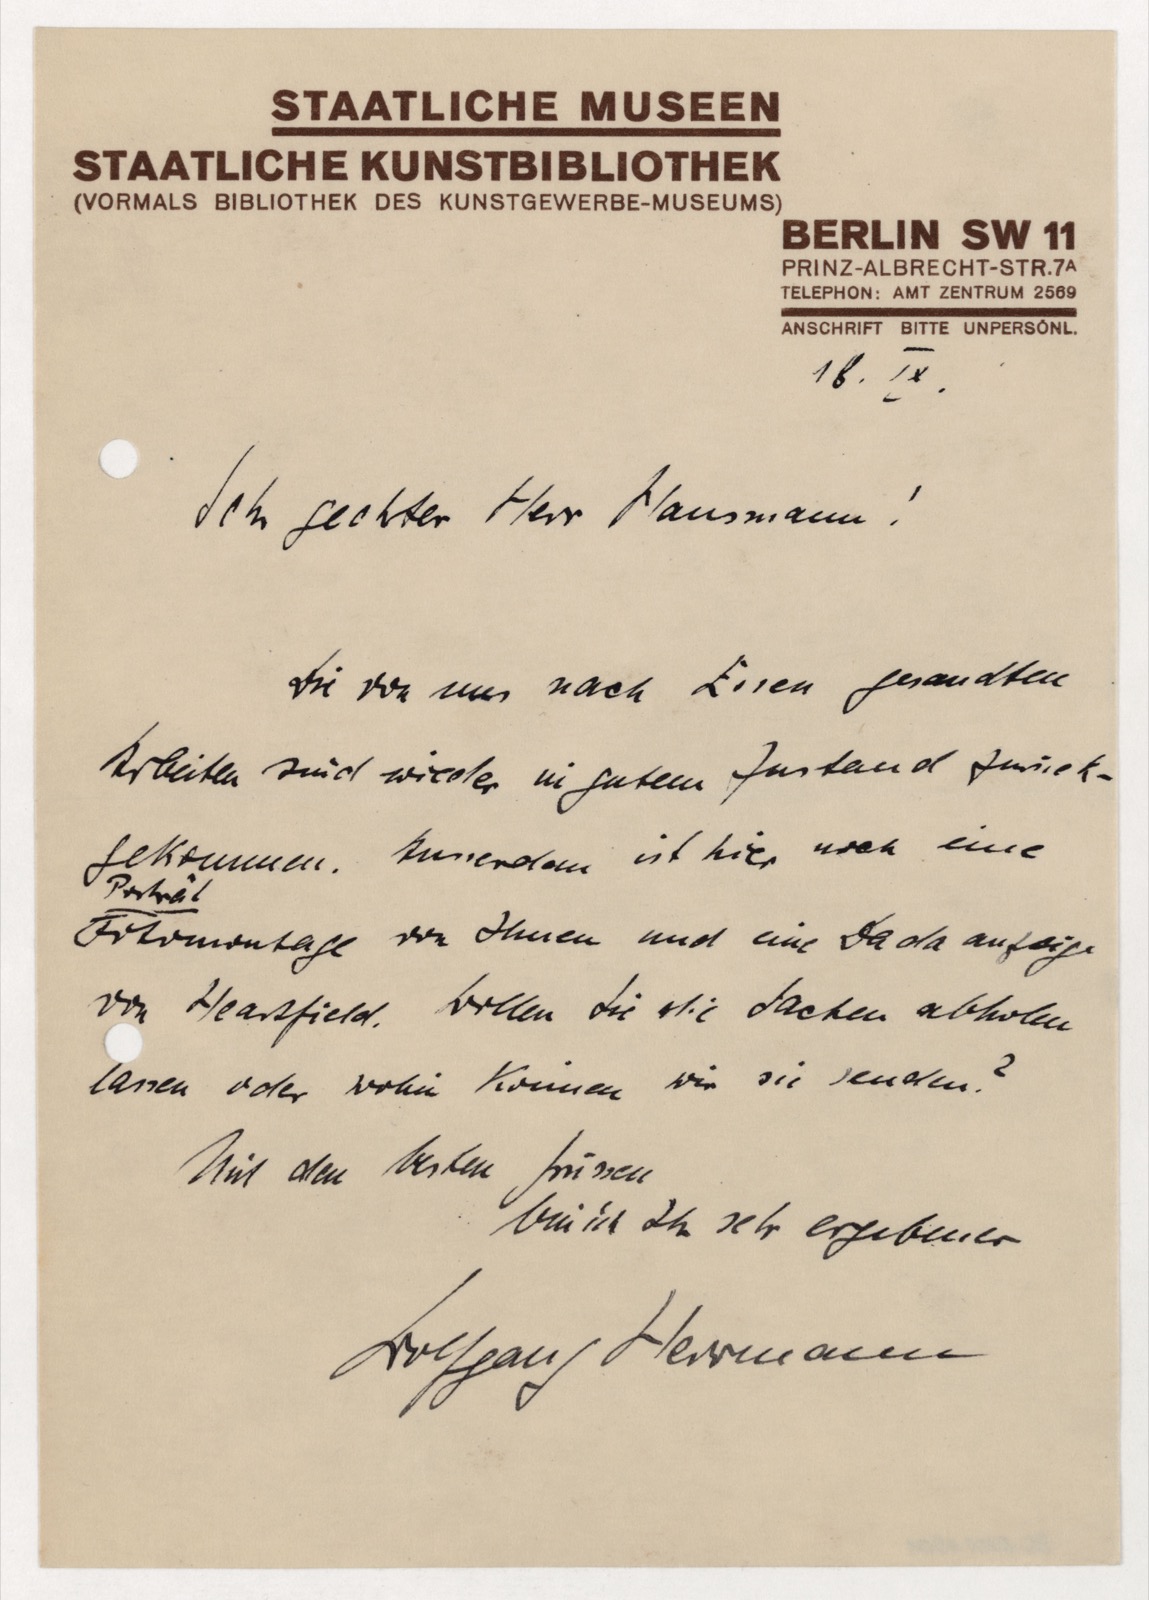 STAATLICHE MUSEEN
STAATLICHE KUNSTBIBLIOTHEK
(VORMALS BIBLIOTHEK DES KUNSTGEWERBE-MUSEUMS)
BERLIN SW 11
PRINZ-ALBRECHT-STR.7A
TELEPHON: AMT ZENTRUM 2569
ANSCHRIFT BITTE UNPERSÖNL.
18. IX.
Sehr geehrter Herr Hausmann!
Die von uns nach Essen gesandten
Arbeiten sind wieder in gutem Zustand zurück-
gekommen. Ausserdem ist hier noch eine
Porträt
Fotomontage von Ihnen und eine Dada anzeige
von Heartfield. Wollen Sie die Sachen abholen
lassen oder wohin können wir sie senden?
Mit den besten Grüssen
bin ich Ihr sehr ergebener
Wolfgang Herrmann